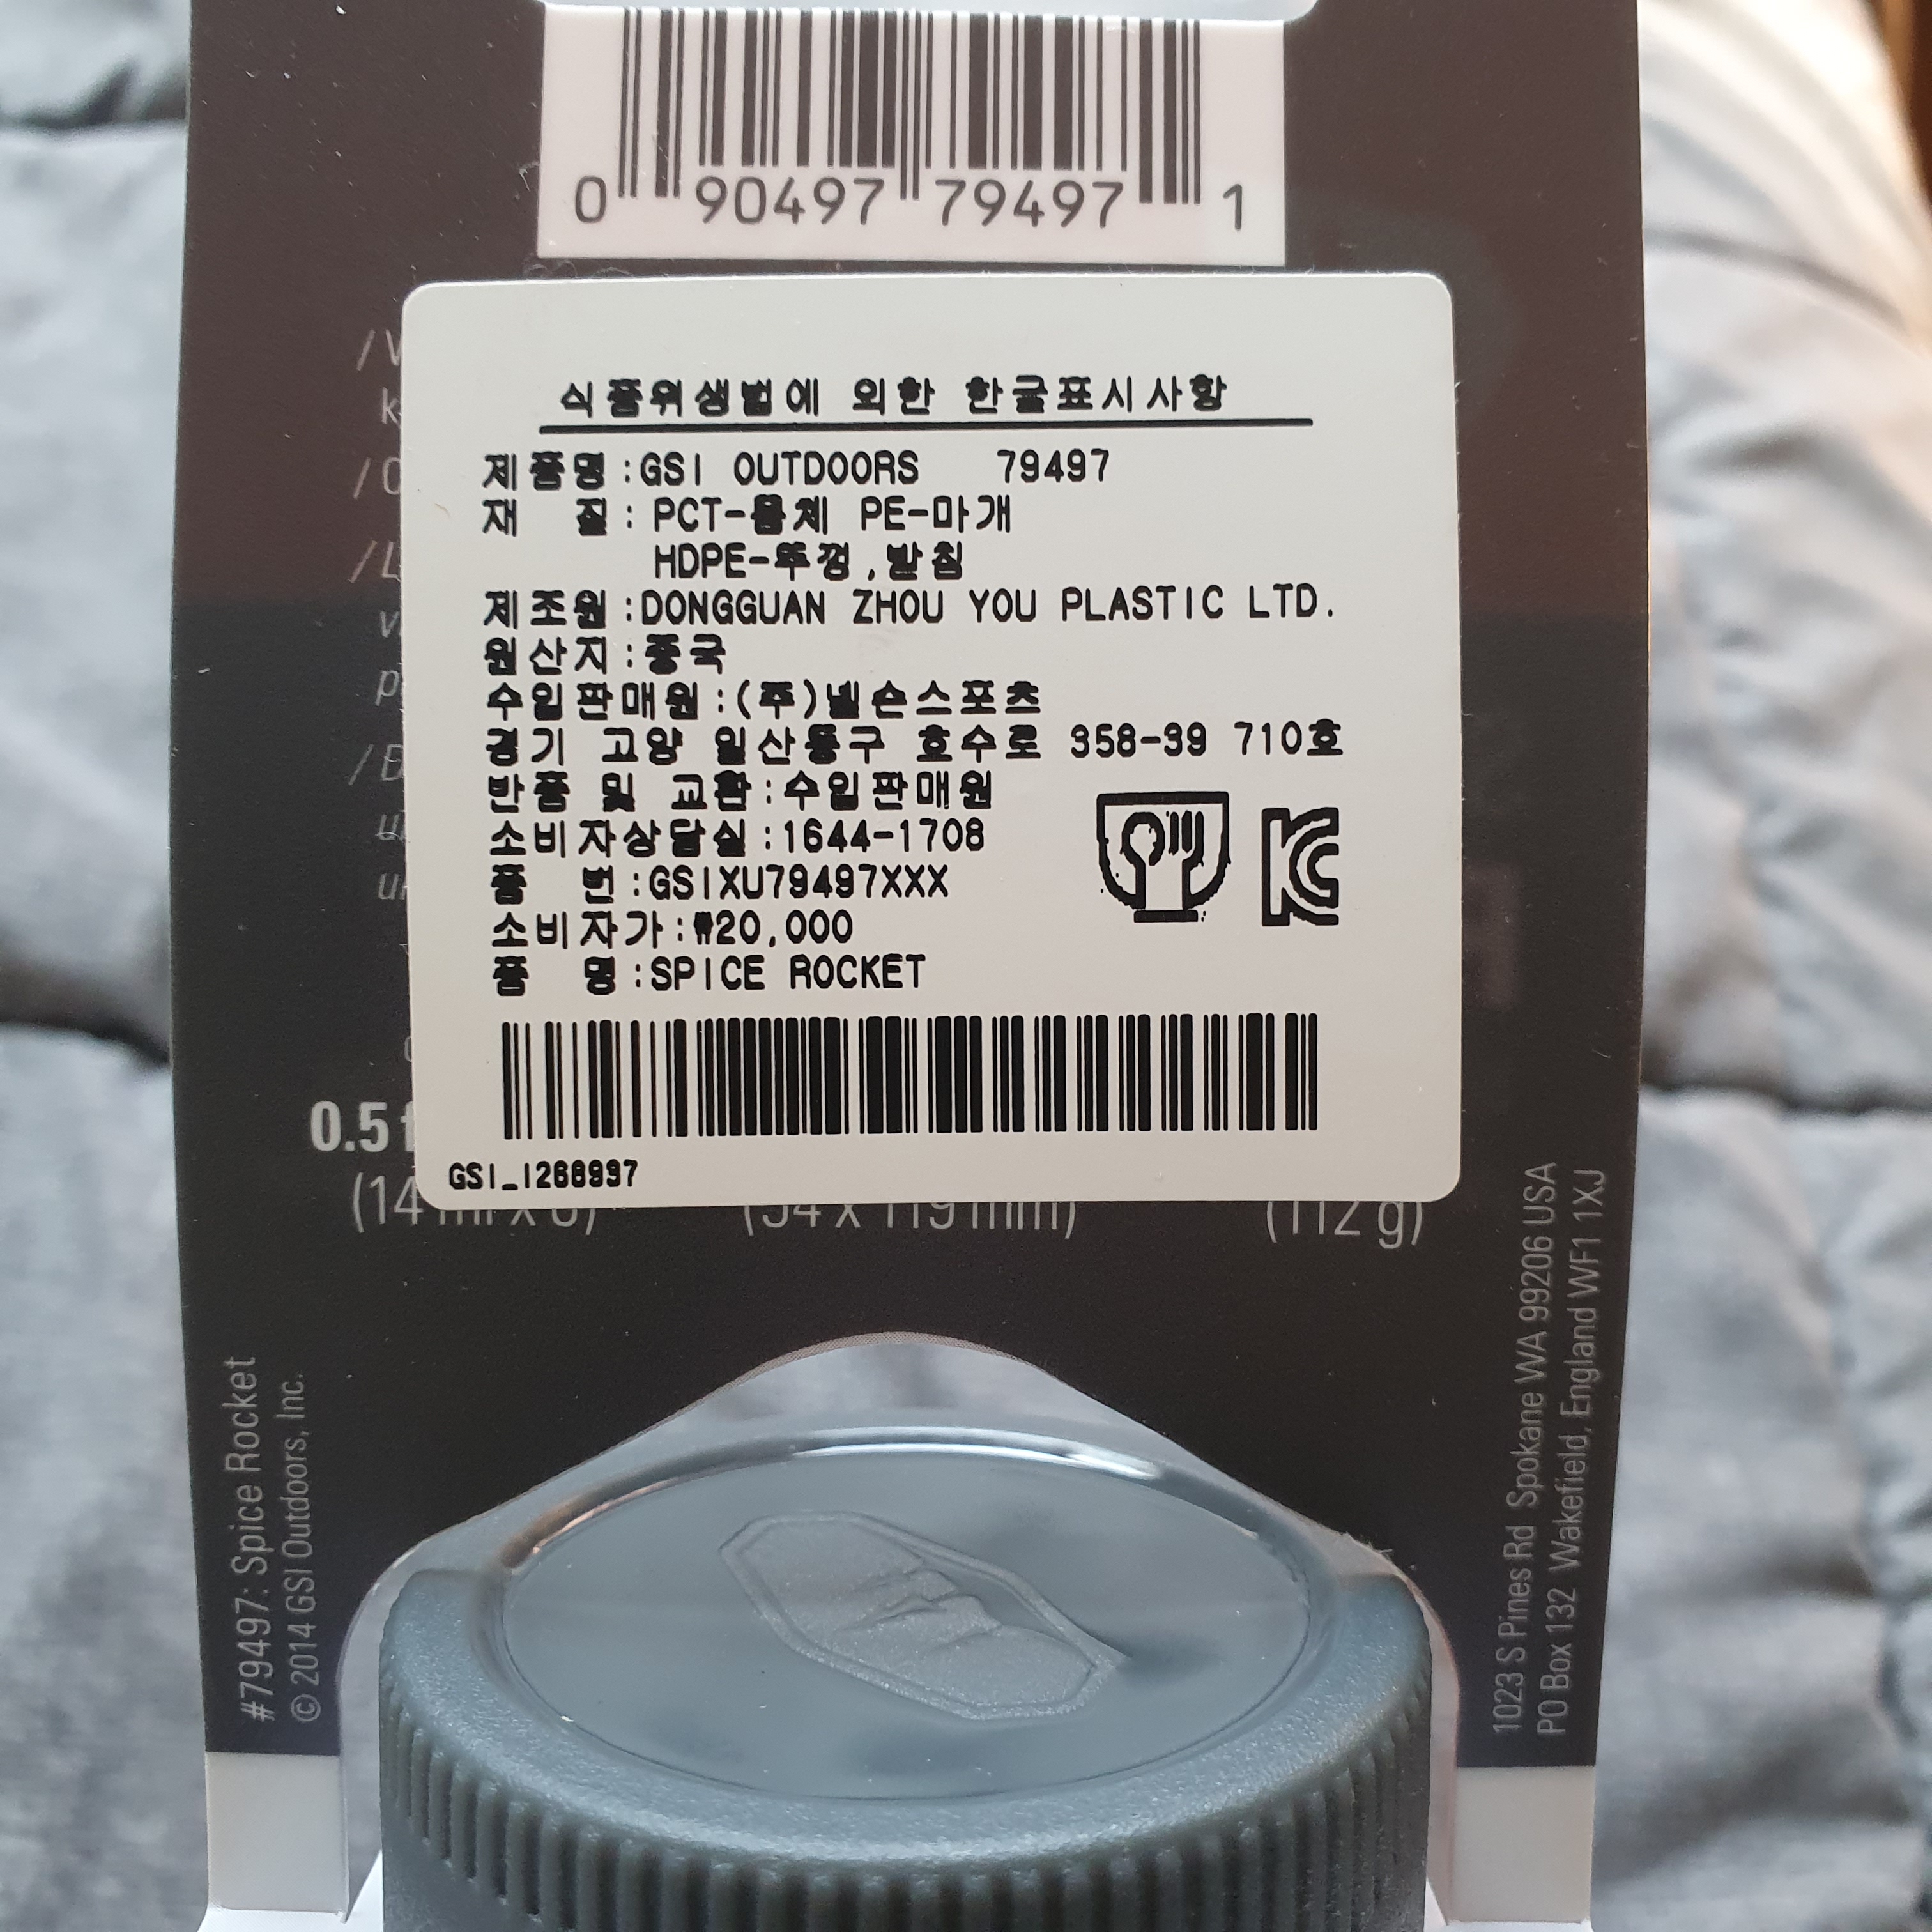 0 90497 79497 1
식품위생법에 의한 한글표시사항
제품명:GSI OUTDOORS 79497
재 질: PCT-몸체 PE-마개
HDPE-뚜껑,받침
제조원:DONGGUAN ZHOU YOU PLASTIC LTD.
원산지:중국
수입판매원:(주)넬슨스포츠
경기 고양 일산동구 호수로 358-39 710호
반품 및 교환:수입판매원
소비자상담실:1644-1708
품 번:GSIXU79497XXX
소비자가:₩20,000
품 명:SPICE ROCKET
GSI_1268997
0.5
(112 g)
#79497: Spice Rocket
© 2014 GSI Outdoors, Inc.
1023 S Pines Rd Spokane WA 99206 USA
PO Box 132 Wakefield, England WF1 1XJ